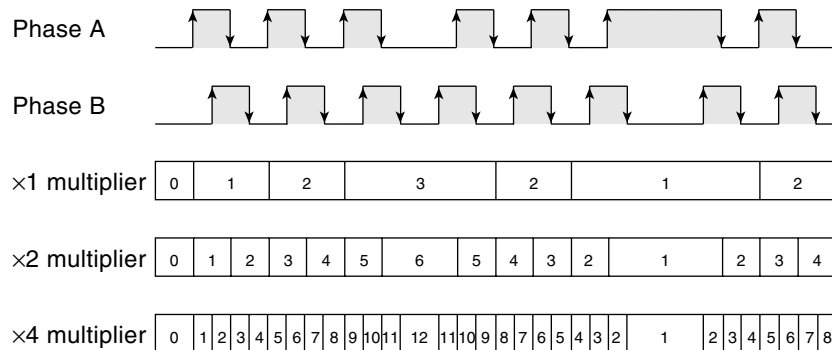 Phase A
Phase B
×1 multiplier 0 1 2 3 2 1 2
×2 multiplier 0 1 2 3 4 5 6 5 4 3 2 1 2 3 4
×4 multiplier 0 1 2 3 4 5 6 7 8 9 10 11 12 11 10 9 8 7 6 5 4 3 2 1 2 3 4 5 6 7 8